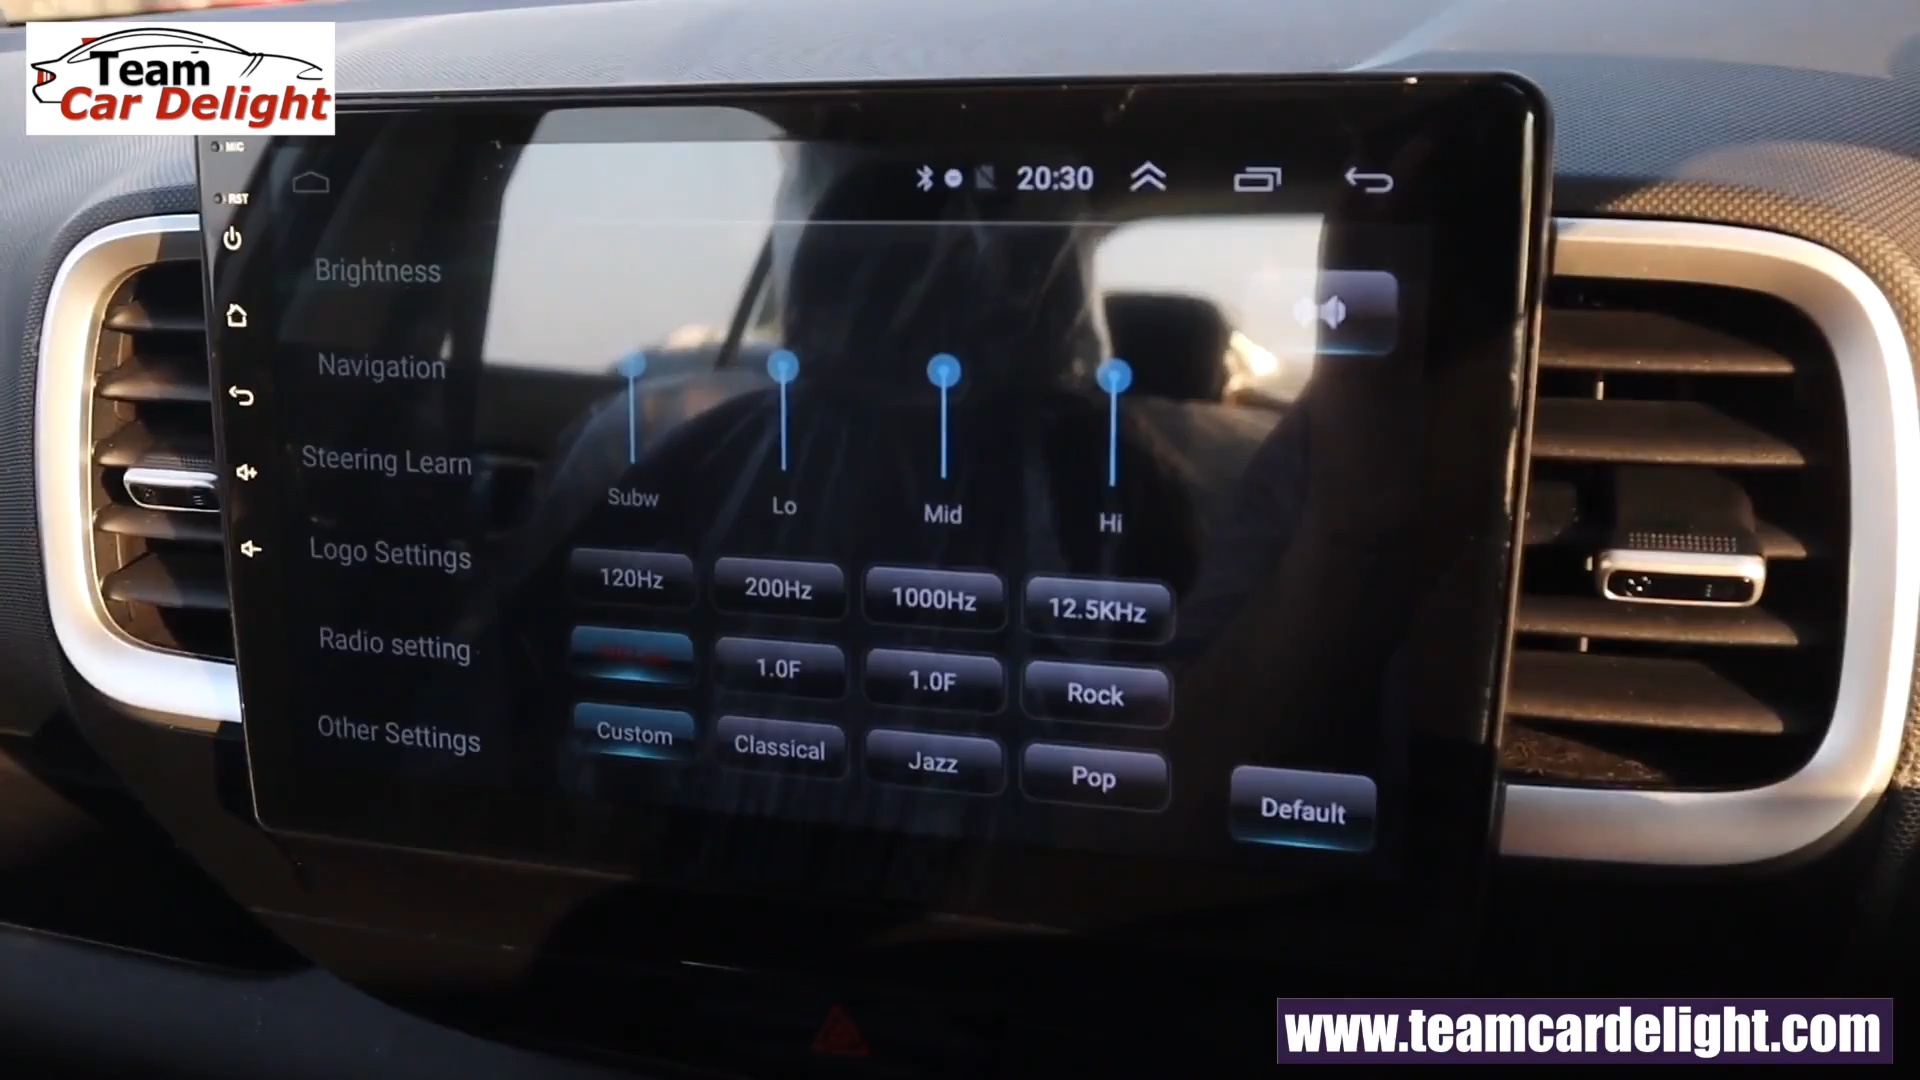 Team
Car Delight
MIC
RST
20:30
Brightness
Navigation
Steering Learn
Logo Settings
Radio setting
Other Settings
Subw
Lo
Mid
Hi
120Hz
200Hz
1000Hz
12.5KHz
1.0F
1.0F
Rock
Custom
Classical
Jazz
Pop
Default
www.teamcardelight.com